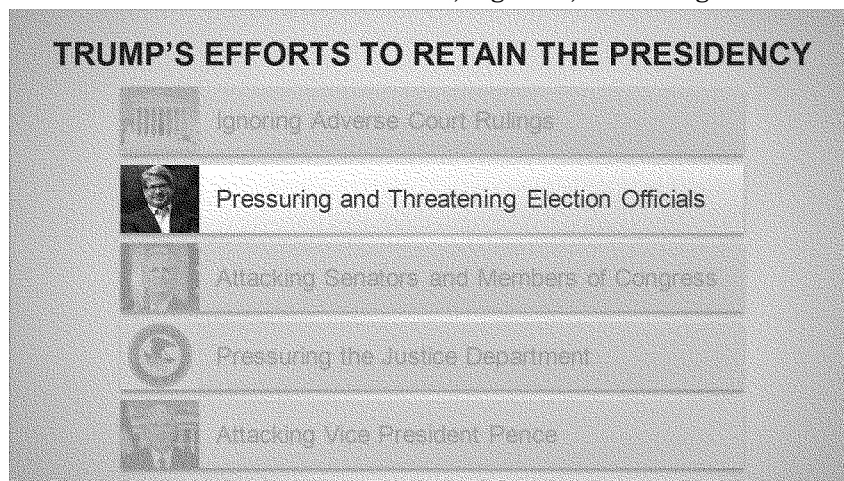 TRUMP'S EFFORTS TO RETAIN THE PRESIDENCY
Ignoring Adverse Court Rulings
Pressuring and Threatening Election Officials
Attacking Senators and Members of Congress
Pressuring the Justice Department
Attacking Vice President Pence